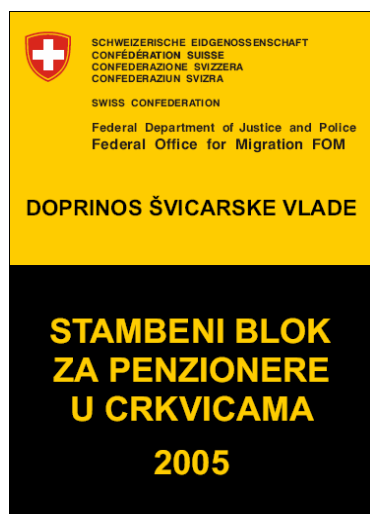 SCHWEIZERISCHE EIDGENOSSENSCHAFT
CONFÉDÉRATION SUISSE
CONFEDERAZIONE SVIZZERA
CONFEDERAZIUN SVIZRA
SWISS CONFEDERATION
Federal Department of Justice and Police
Federal Office for Migration FOM
DOPRINOS ŠVICARSKE VLADE
STAMBENI BLOK
ZA PENZIONERE
U CRKVICAMA
2005